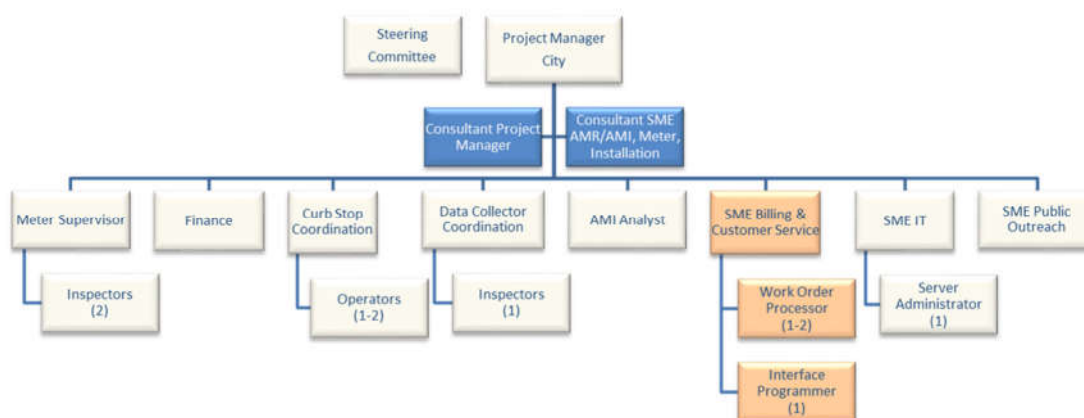 Steering
Committee
Project Manager
City
Consultant Project
Manager
Consultant SME
AMR/AMI, Meter,
Installation
Meter Supervisor
Finance
Curb Stop
Coordination
Data Collector
Coordination
AMI Analyst
SME Billing &
Customer Service
SME IT
SME Public
Outreach
Inspectors
(2)
Operators
(1-2)
Inspectors
(1)
Work Order
Processor
(1-2)
Server
Administrator
(1)
Interface
Programmer
(1)